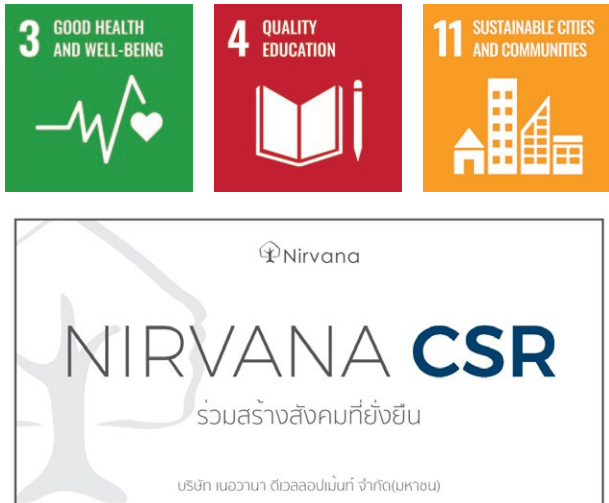 3 GOOD HEALTH
AND WELL-BEING
4 QUALITY
EDUCATION
11 SUSTAINABLE CITIES
AND COMMUNITIES
Nirvana
NIRVANA CSR
ร่วมสร้างสังคมที่ยั่งยืน
บริษัท เนอวานา ดีเวลลอปเม้นท์ จำกัด(มหาชน)